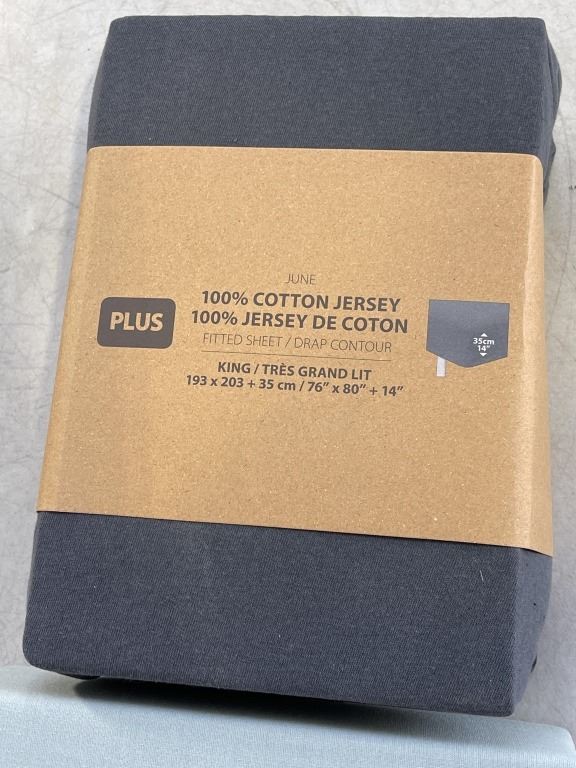 JUNE
PLUS
100% COTTON JERSEY
100% JERSEY DE COTON
FITTED SHEET / DRAP CONTOUR
KING / TRÈS GRAND LIT
193 x 203 + 35 cm / 76” x 80” + 14”
35cm
14”